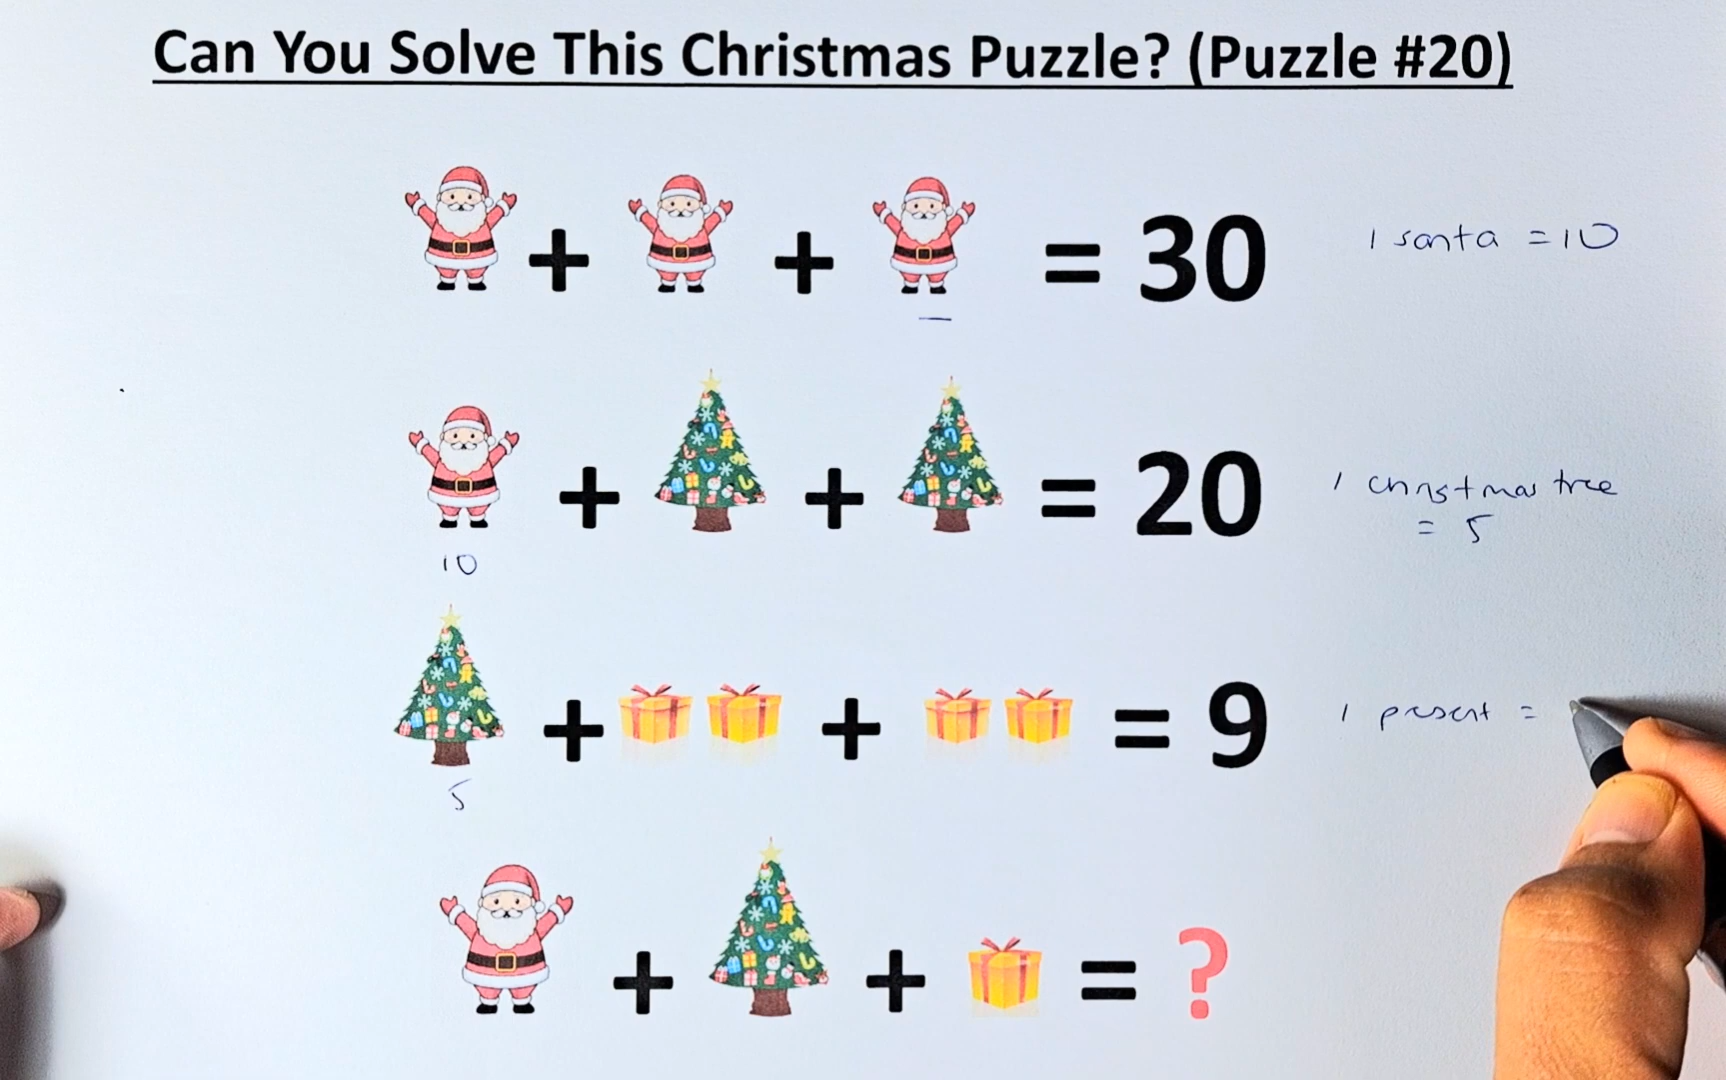 Can You Solve This Christmas Puzzle? (Puzzle #20)
+ + = 30 1 santa = 10
+ + = 20 1 christmas tree
= 5
10
+ + = 9 1 present =
5
+ + = ?